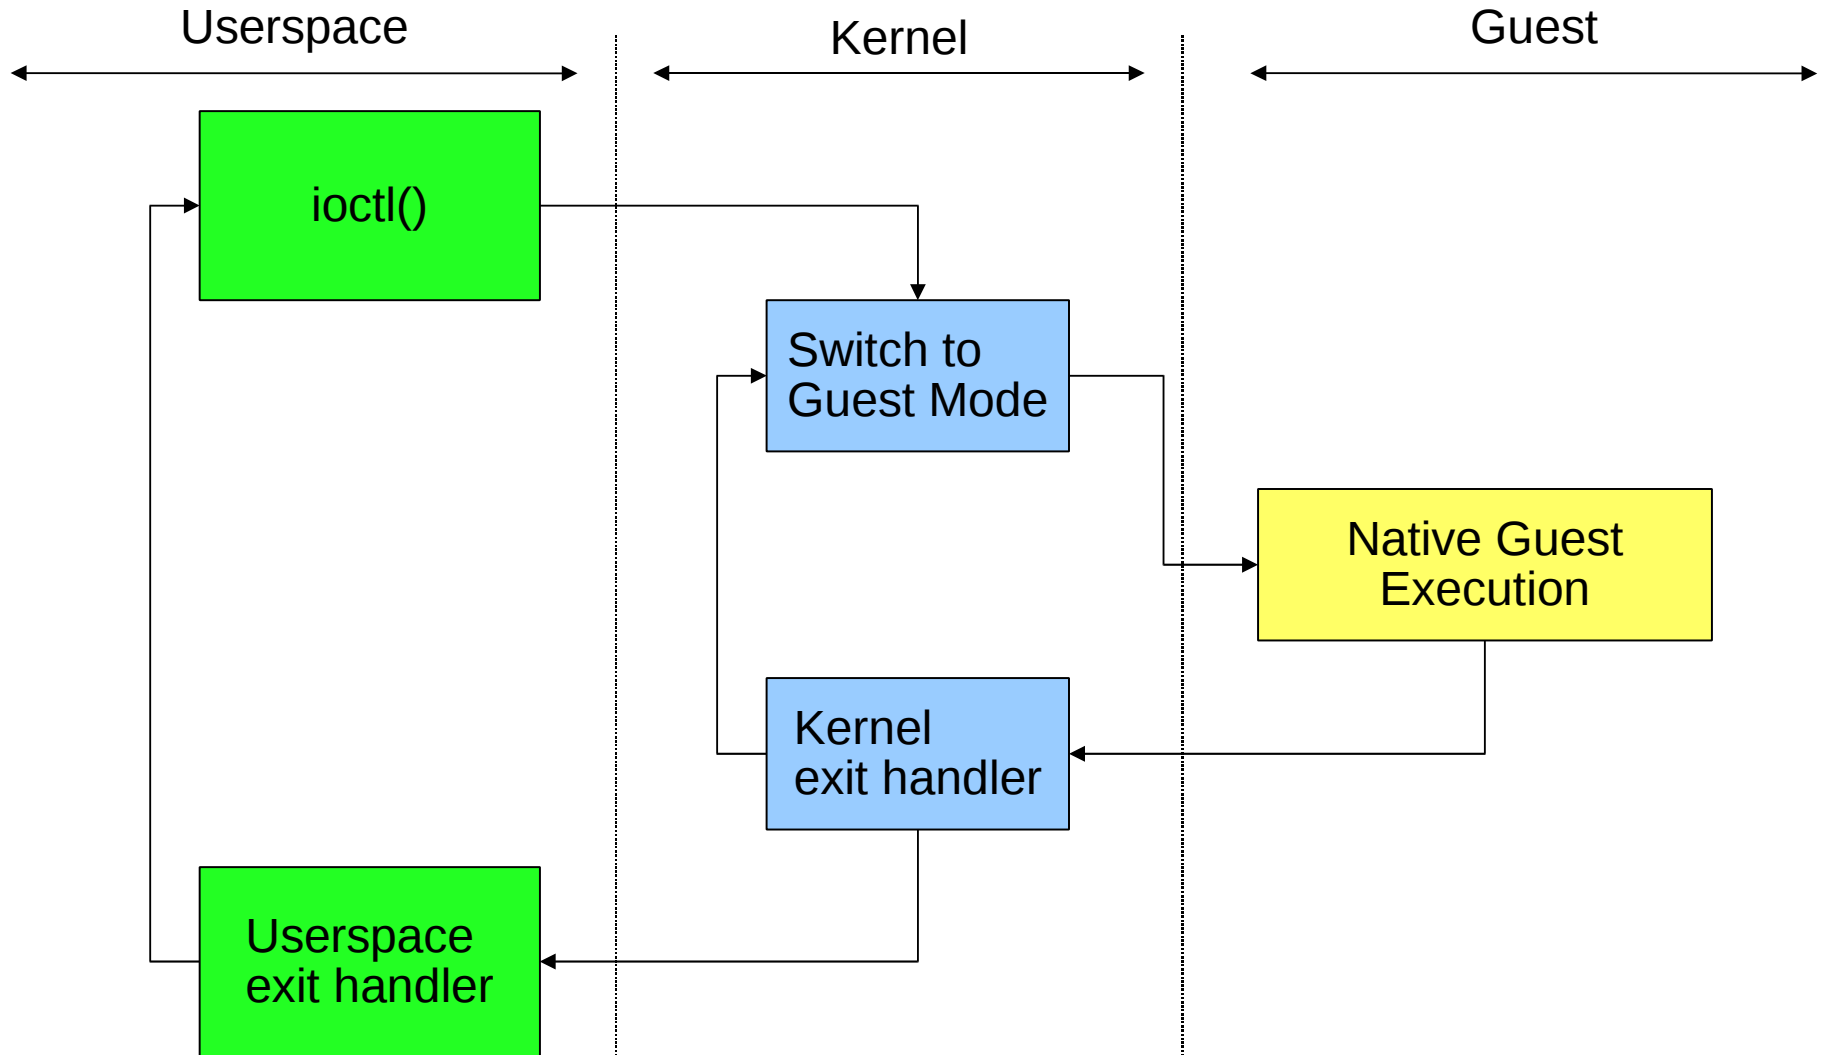 Userspace
Kernel
Guest
ioctl()
Switch to
Guest Mode
Native Guest
Execution
Kernel
exit handler
Userspace
exit handler